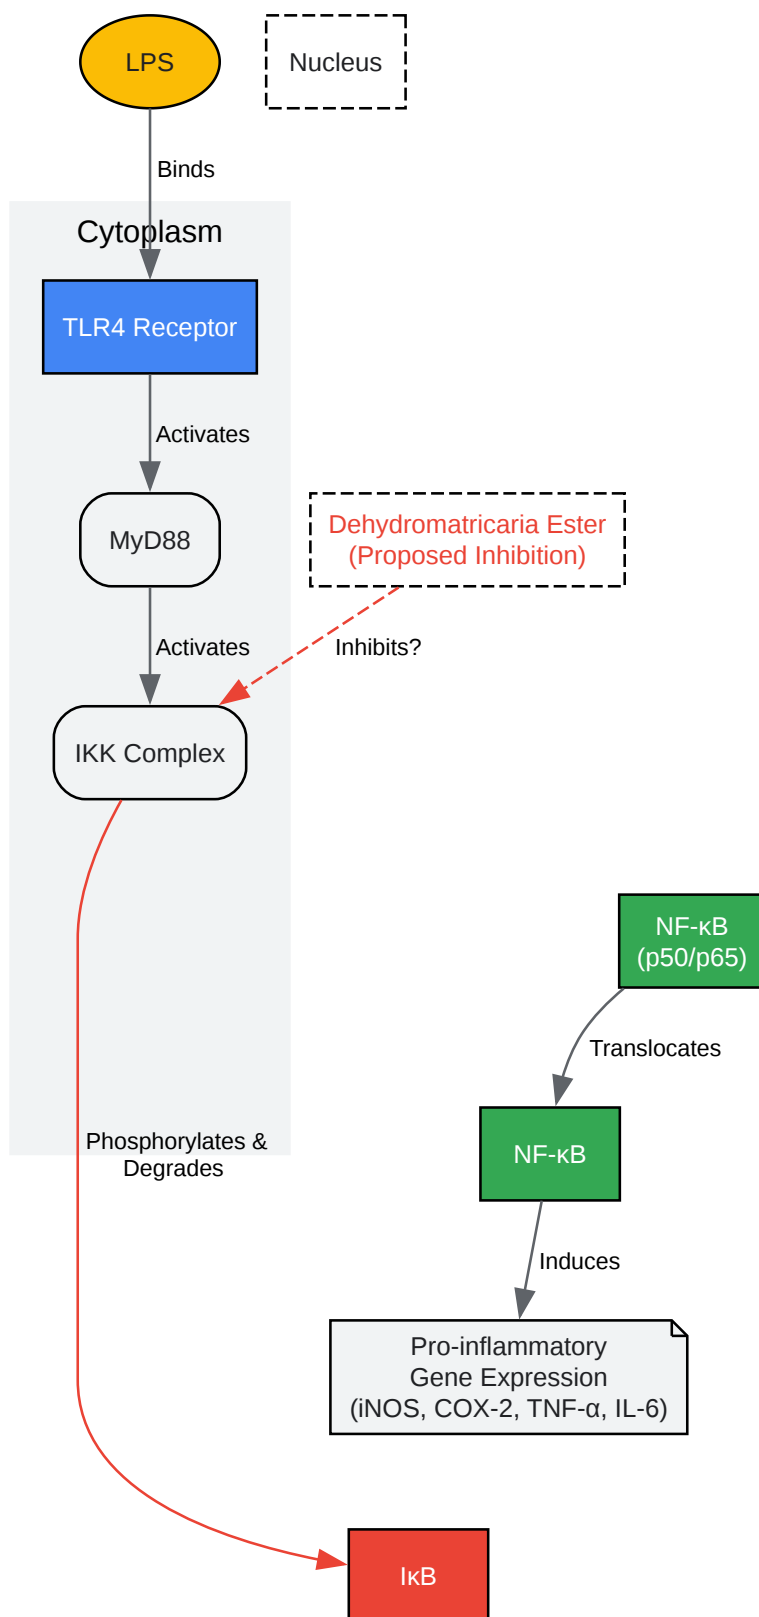 LPS
Nucleus
Binds
Cytoplasm
TLR4 Receptor
Activates
MyD88
Dehydromatricaria Ester
(Proposed Inhibition)
Activates
Inhibits?
IKK Complex
NF-κB
(p50/p65)
Translocates
NF-κB
Phosphorylates &
Degrades
Induces
Pro-inflammatory
Gene Expression
(iNOS, COX-2, TNF-α, IL-6)
IκB